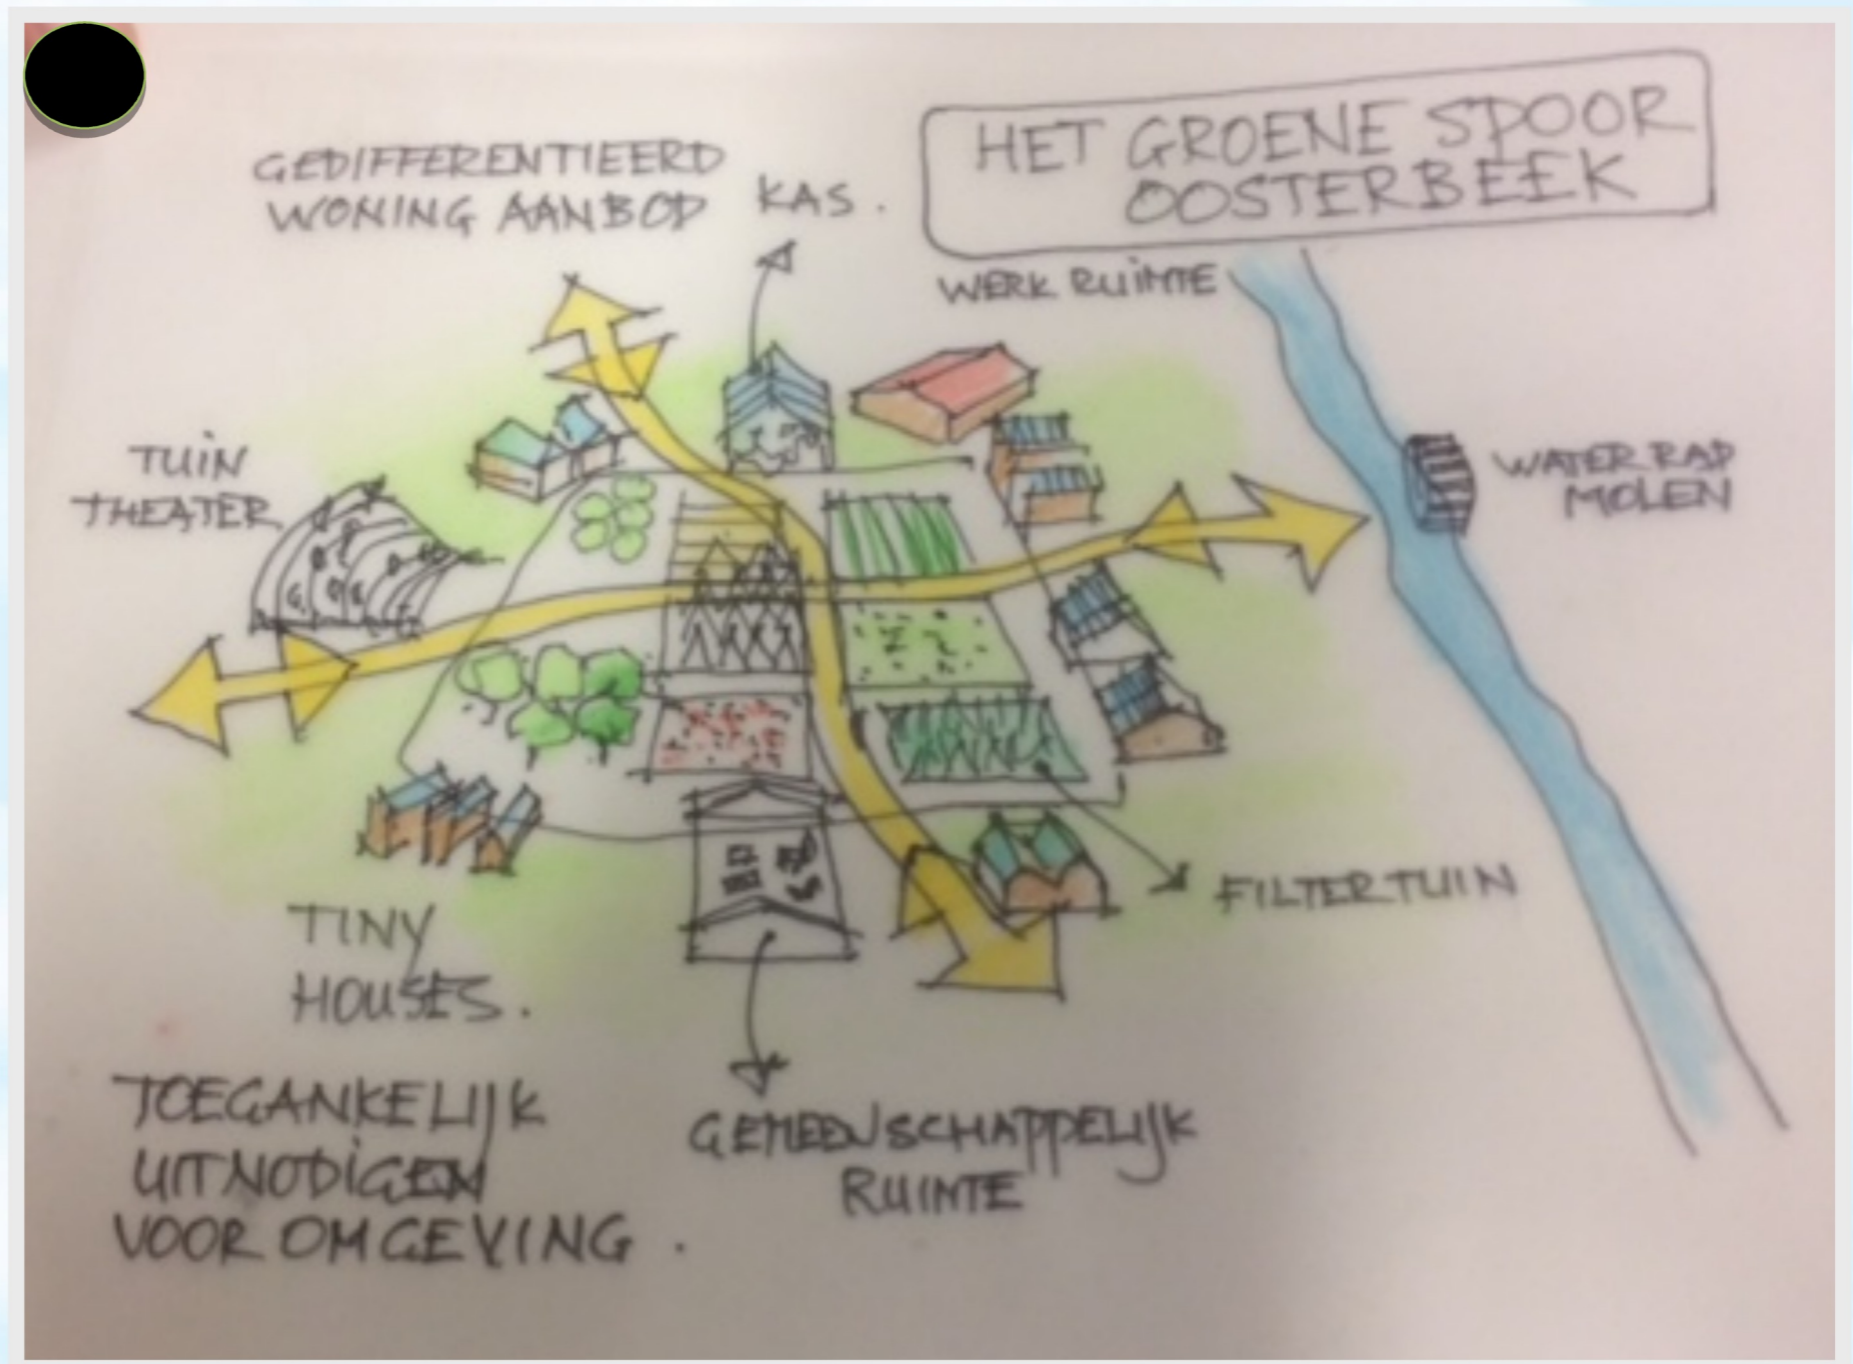 HET GROENE SPOOR
OOSTERBEEK
GEDIFFERENTIEERD
WONING AANBOD
KAS.
WERK RUIMTE
TUIN
THEATER
WATER RAD
MOLEN
FILTERTUIN
TINY
HOUSES.
GEMEENSCHAPPELIJK
RUIMTE
TOEGANKELIJK
UITNODIGEN
VOOR OMGEVING.